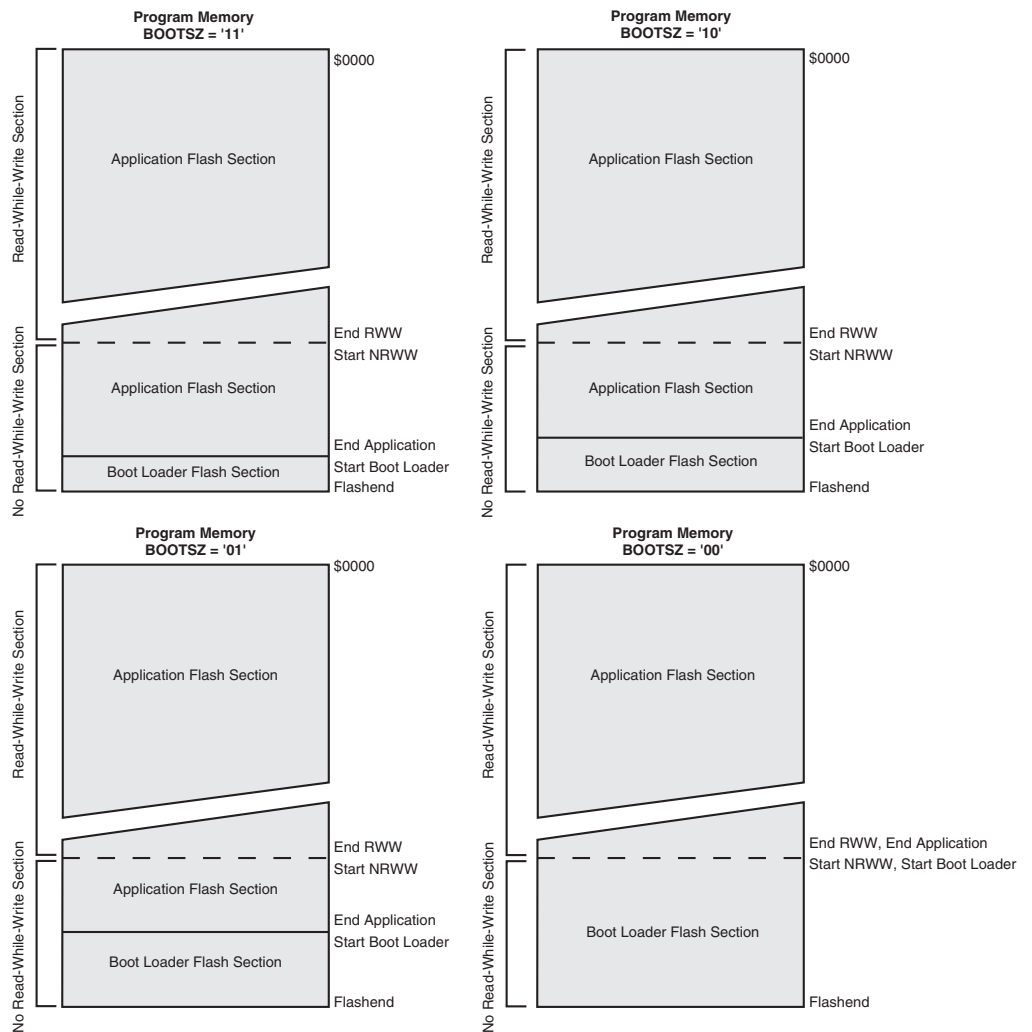 Program Memory
BOOTSZ = '11'
$0000
Read-While-Write Section
Application Flash Section
End RWW
Start NRWW
No Read-While-Write Section
Application Flash Section
End Application
Start Boot Loader
Boot Loader Flash Section
Flashend
Program Memory
BOOTSZ = '10'
$0000
Read-While-Write Section
Application Flash Section
End RWW
Start NRWW
No Read-While-Write Section
Application Flash Section
End Application
Start Boot Loader
Boot Loader Flash Section
Flashend
Program Memory
BOOTSZ = '01'
$0000
Read-While-Write Section
Application Flash Section
End RWW
Start NRWW
No Read-While-Write Section
Application Flash Section
End Application
Start Boot Loader
Boot Loader Flash Section
Flashend
Program Memory
BOOTSZ = '00'
$0000
Read-While-Write Section
Application Flash Section
End RWW, End Application
Start NRWW, Start Boot Loader
No Read-While-Write Section
Boot Loader Flash Section
Flashend